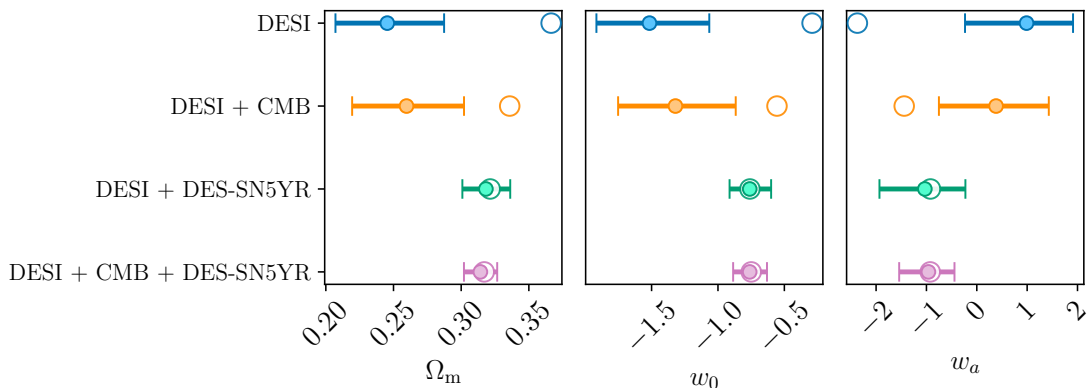 DESI
DESI + CMB
DESI + DES-SN5YR
DESI + CMB + DES-SN5YR
0.20 0.25 0.30 0.35
−1.5 −1.0 −0.5
−2 −1 0 1 2
Ωm
w0
wa